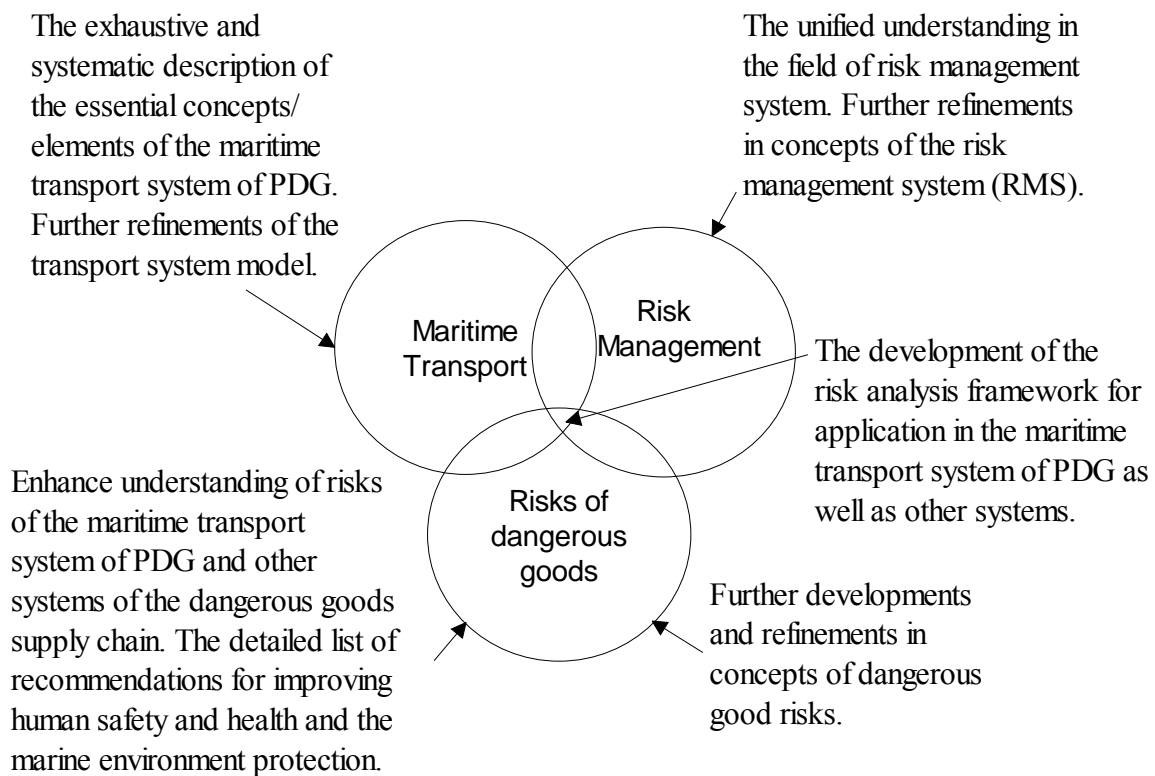 The exhaustive and
systematic description of
the essential concepts/
elements of the maritime
transport system of PDG.
Further refinements of the
transport system model.
The unified understanding in
the field of risk management
system. Further refinements
in concepts of the risk
management system (RMS).
Maritime
Transport
Risk
Management
The development of the
risk analysis framework for
application in the maritime
transport system of PDG as
well as other systems.
Enhance understanding of risks
of the maritime transport
system of PDG and other
systems of the dangerous goods
supply chain. The detailed list of
recommendations for improving
human safety and health and the
marine environment protection.
Risks of
dangerous
goods
Further developments
and refinements in
concepts of dangerous
good risks.